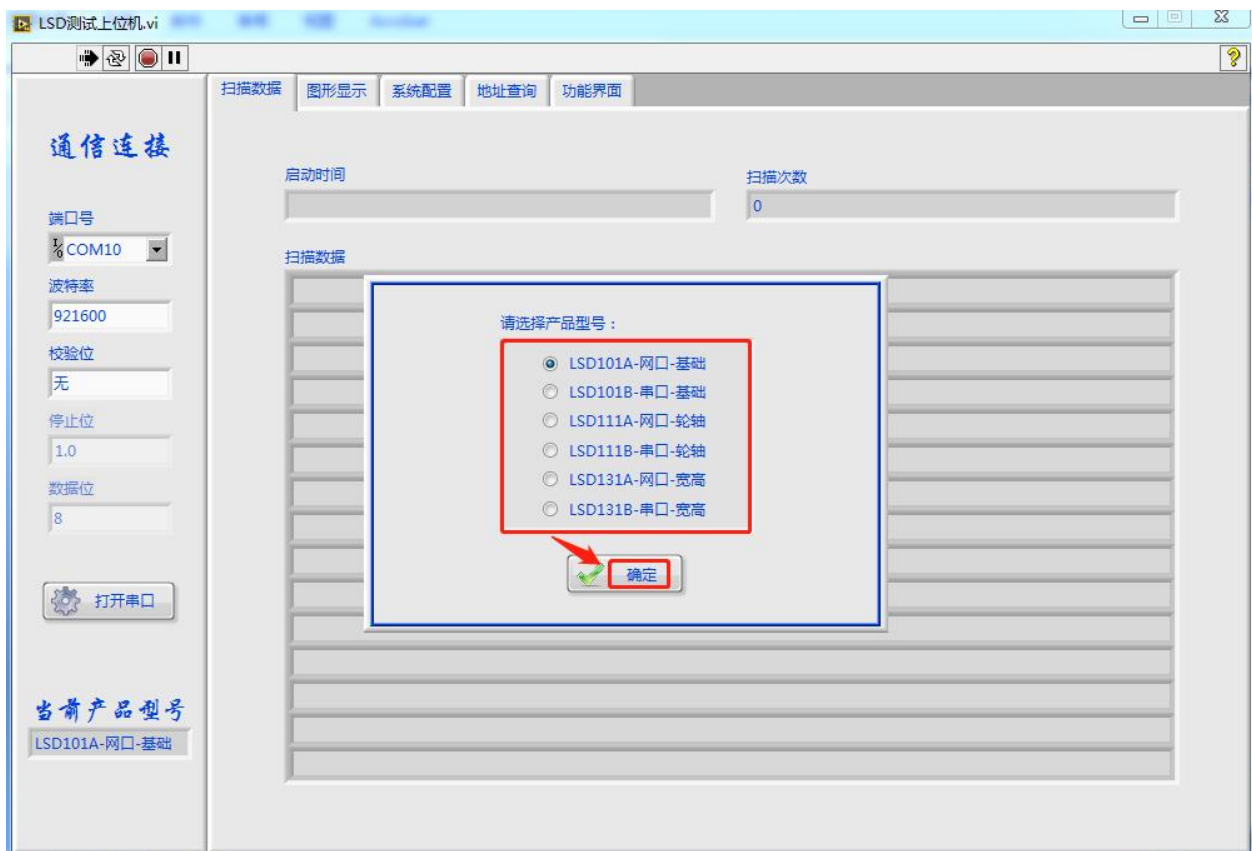 LSD测试上位机.vi
扫描数据
图形显示
系统配置
地址查询
功能界面
通信连接
端口号
COM10
波特率
921600
校验位
无
停止位
1.0
数据位
8
打开串口
当前产品型号
LSD101A-网口-基础
启动时间
扫描次数
0
扫描数据
请选择产品型号：
LSD101A-网口-基础
LSD101B-串口-基础
LSD111A-网口-轮轴
LSD111B-串口-轮轴
LSD131A-网口-宽高
LSD131B-串口-宽高
确定